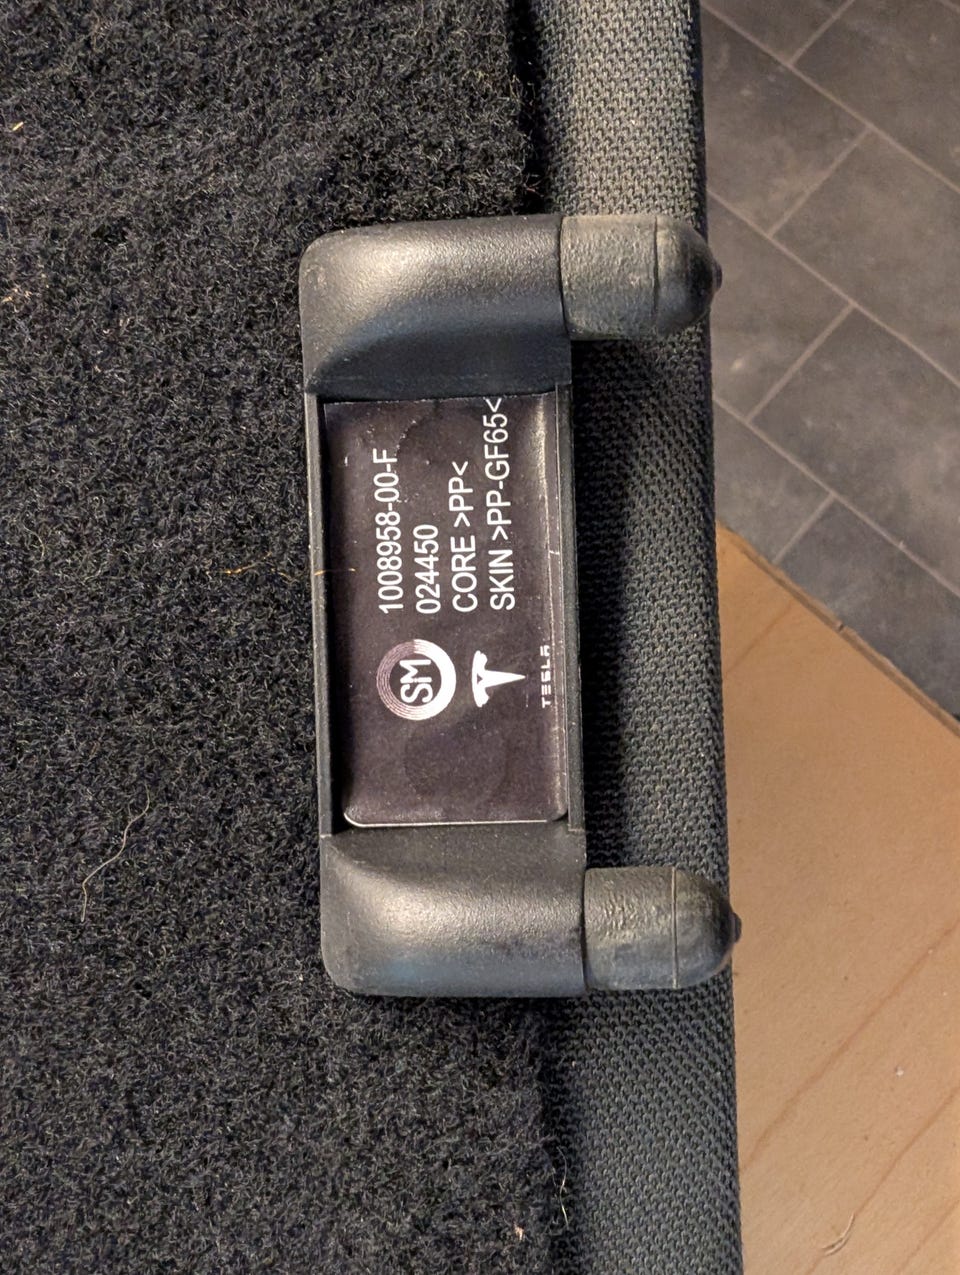 1008958-00-F
024450
CORE >PP<
SKIN >PP-GF65<
SM
TESLA